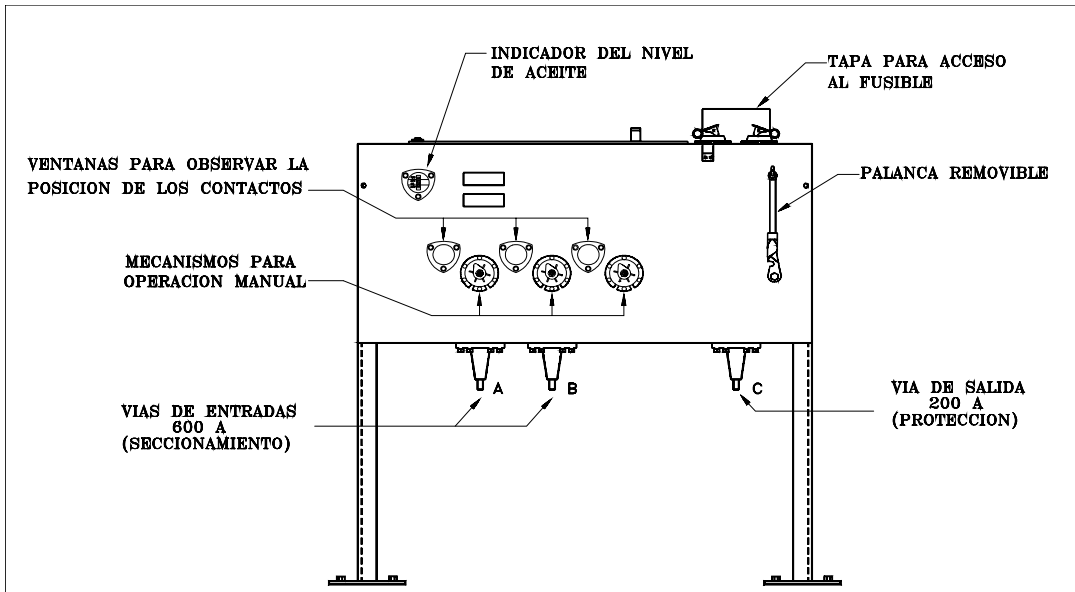 INDICADOR DEL NIVEL
DE ACEITE
TAPA PARA ACCESO
AL FUSIBLE
VENTANAS PARA OBSERVAR LA
POSICION DE LOS CONTACTOS
PALANCA REMOVIBLE
MECANISMOS PARA
OPERACION MANUAL
A
B
C
VIAS DE ENTRADAS
600 A
(SECCIONAMIENTO)
VIA DE SALIDA
200 A
(PROTECCION)